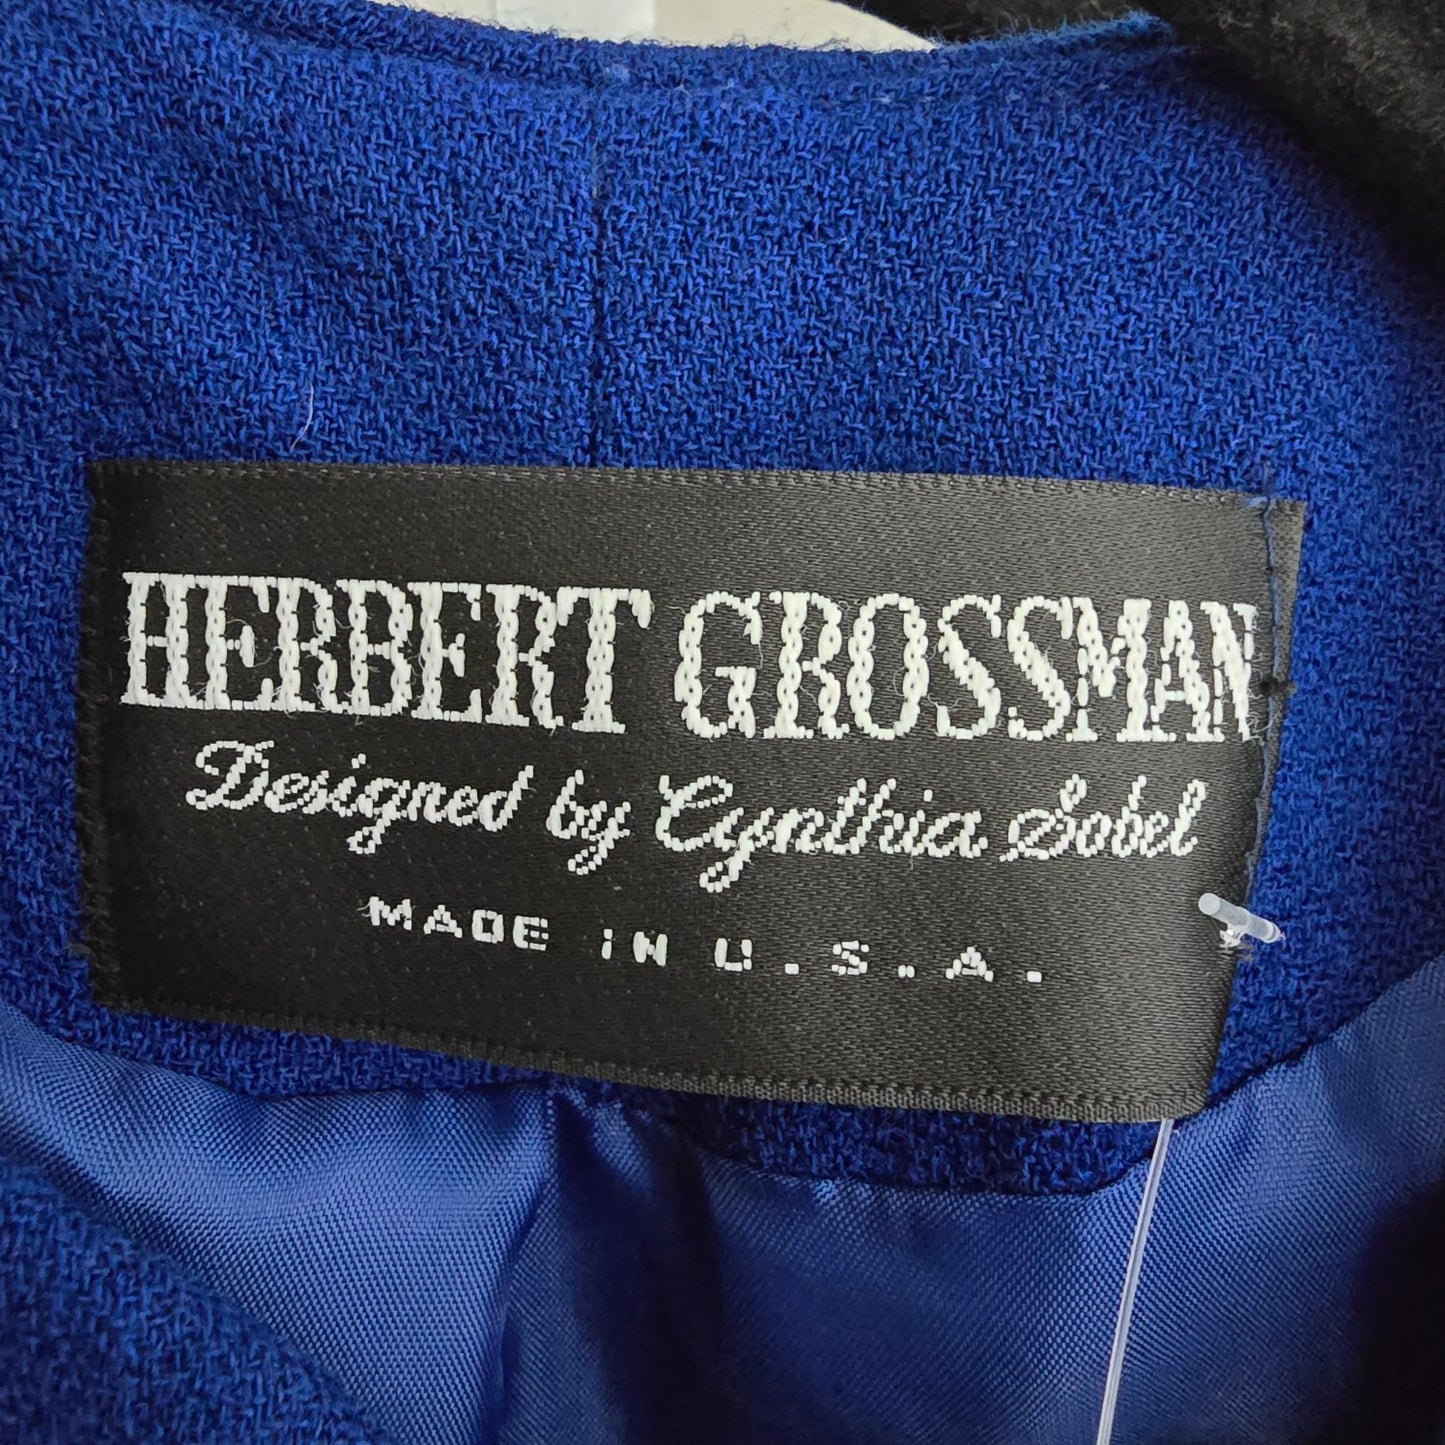 HERBERT GROSSMAN
Designed by Cynthia Sobel
MADE iN U.S.A.